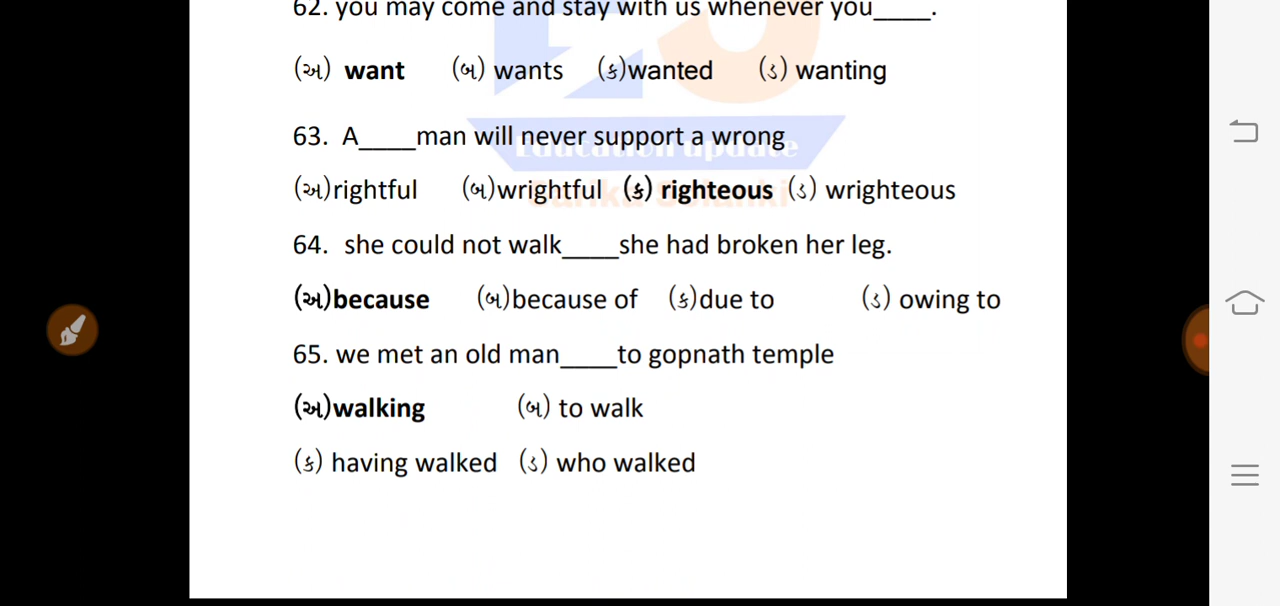 62. you may come and stay with us whenever you____.
(અ) want (બ) wants (ક)wanted (ડ) wanting
63. A____man will never support a wrong
Education update
(અ)rightful (બ)wrightful (ક) righteous (ડ) wrighteous
64. she could not walk____she had broken her leg.
(અ)because (બ)because of (ક)due to (ડ) owing to
65. we met an old man____to gopnath temple
(અ)walking (બ) to walk
(ક) having walked (ડ) who walked